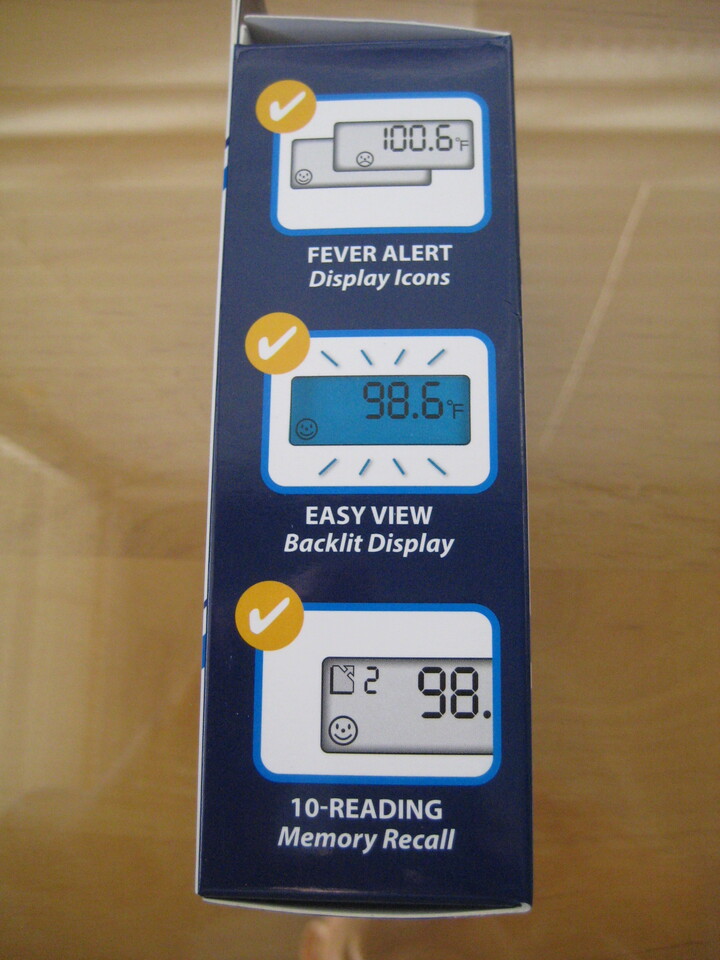 100.6°F
FEVER ALERT
Display Icons
98.6°F
EASY VIEW
Backlit Display
2 98.
10-READING
Memory Recall